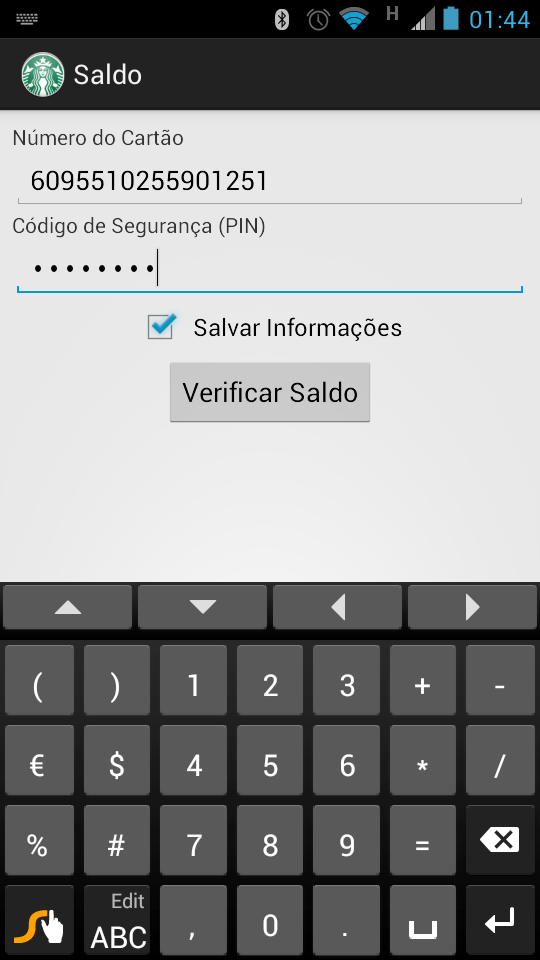 H 01:44
Saldo
Número do Cartão
6095510255901251
Código de Segurança (PIN)
••••••••
Salvar Informações
Verificar Saldo
( ) 1 2 3 + -
€ $ 4 5 6 * /
% # 7 8 9 =
Edit
ABC , 0 .